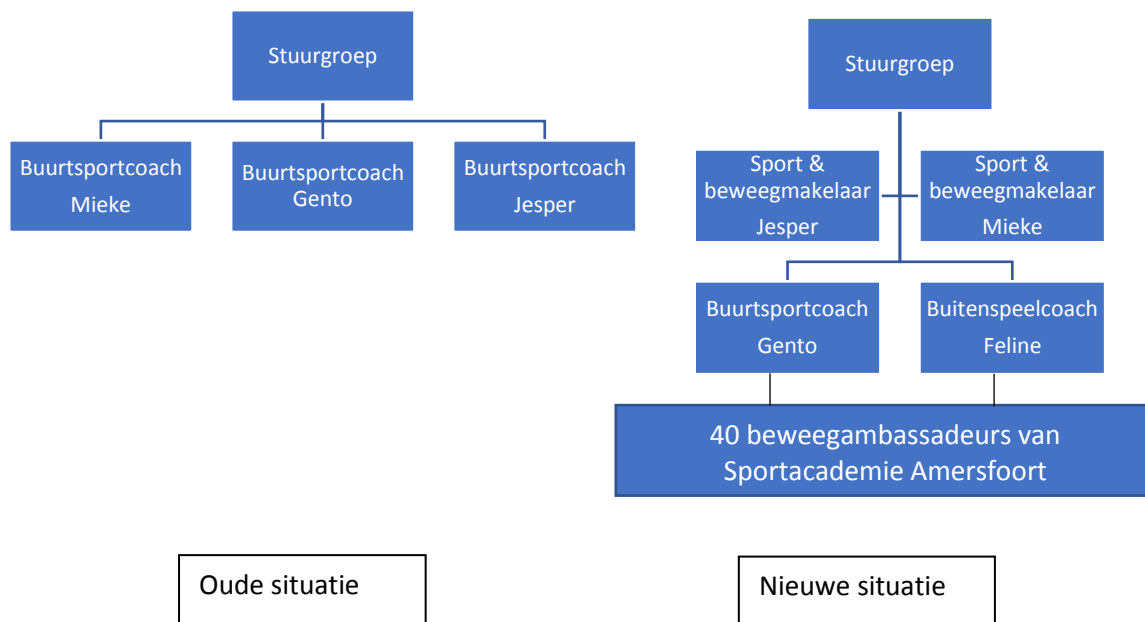 Stuurgroep
Buurtsportcoach
Mieke
Buurtsportcoach
Gento
Buurtsportcoach
Jesper
Oude situatie
Stuurgroep
Sport &
beweegmakelaar
Jesper
Sport &
beweegmakelaar
Mieke
Buurtsportcoach
Gento
Buitenspeelcoach
Feline
40 beweegambassadeurs van
Sportacademie Amersfoort
Nieuwe situatie